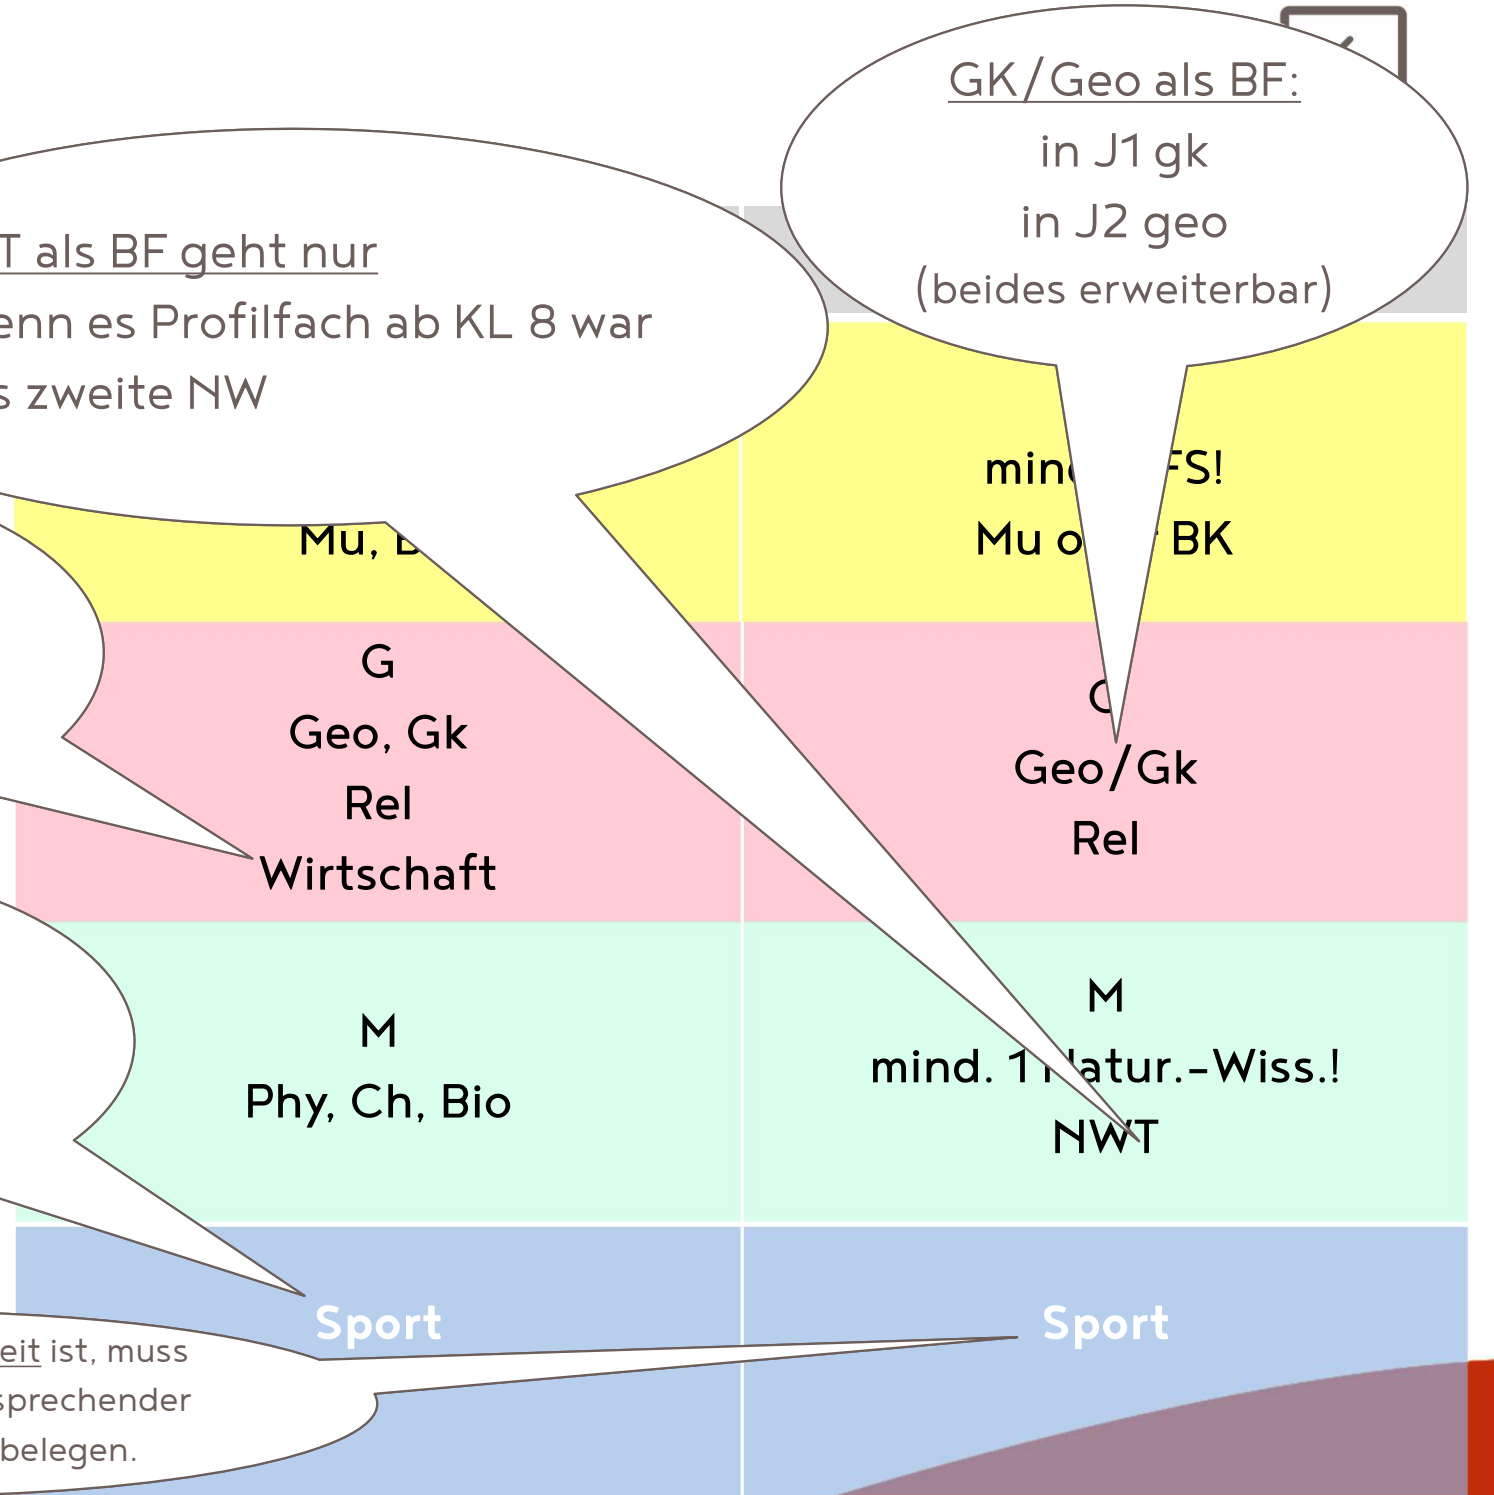 GK/Geo als BF:
in J1 gk
in J2 geo
(beides erweiterbar)
T als BF geht nur
enn es Profilfach ab KL 8 war
s zweite NW
Mu,
FS!
Mu BK
G
Geo, Gk
Rel
Wirtschaft
Geo/Gk
Rel
M
Phy, Ch, Bio
M
mind. 1 Natur.-Wiss.!
NWT
Sport
Sport
eit ist, muss
sprechender
belegen.